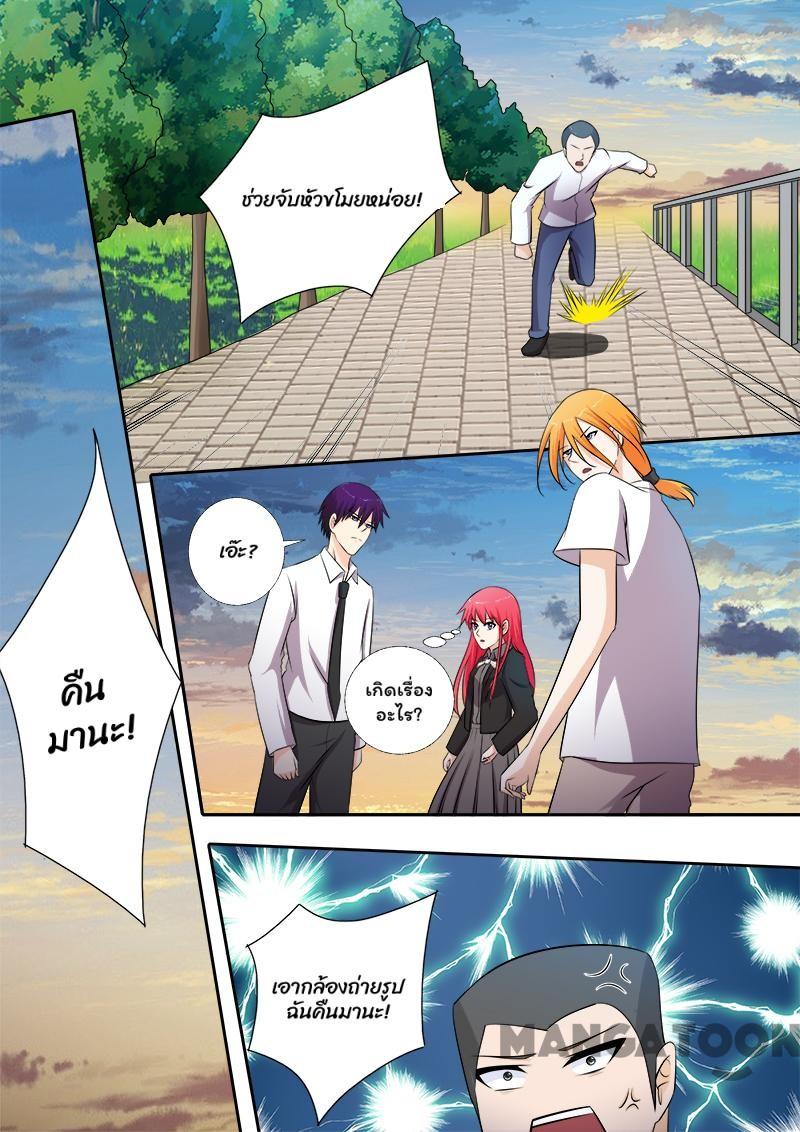 ช่วยจับหัวขโมยหน่อย!
เอ๊ะ?
เกิดเรื่อง
อะไร?
คืน
มานะ!
เอากล้องถ่ายรูป
ฉันคืนมานะ!
MANGATOON